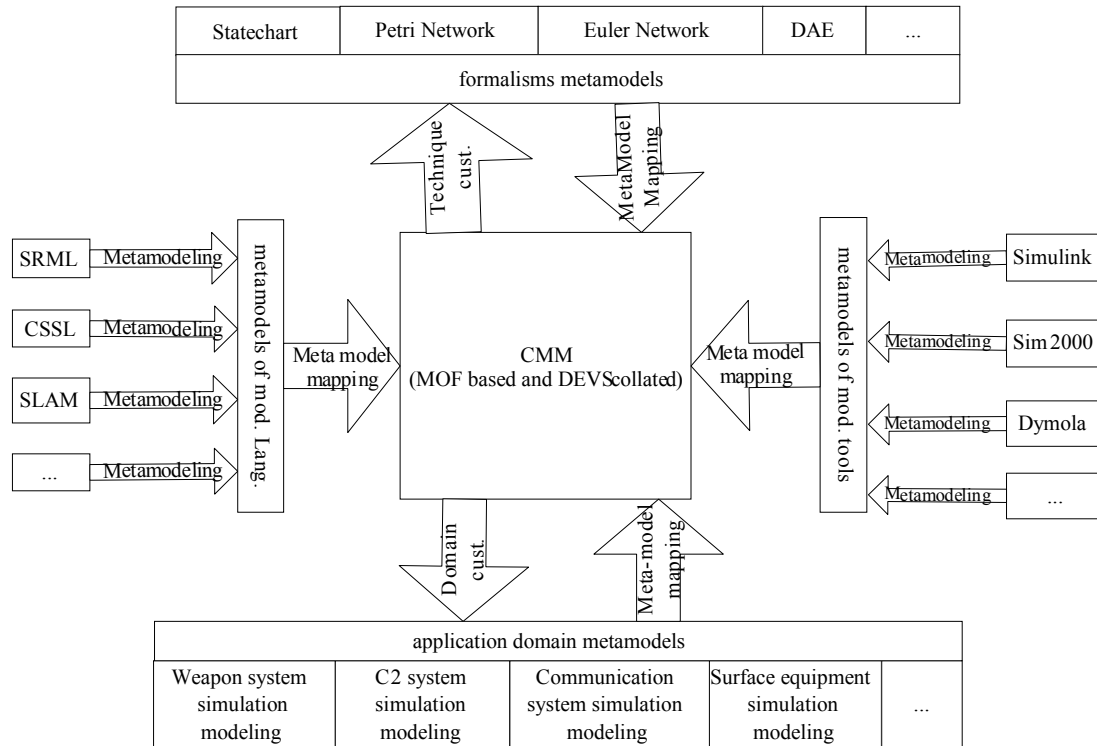 Statechart
Petri Network
Euler Network
DAE
...
formalisms metamodels
Technique
cust.
MetaModel
Mapping
SRML
Metamodeling
CSSL
Metamodeling
SLAM
Metamodeling
...
Metamodeling
metamodels of mod. Lang.
Meta model
mapping
CMM
(MOF based and DEVScollated)
Meta model
mapping
metamodels of mod. tools
Metamodeling
Simulink
Metamodeling
Sim2000
Metamodeling
Dymola
Metamodeling
...
Domain
cust.
Meta-model
mapping
application domain metamodels
Weapon system
simulation
modeling
C2 system
simulation
modeling
Communication
system simulation
modeling
Surface equipment
simulation
modeling
...